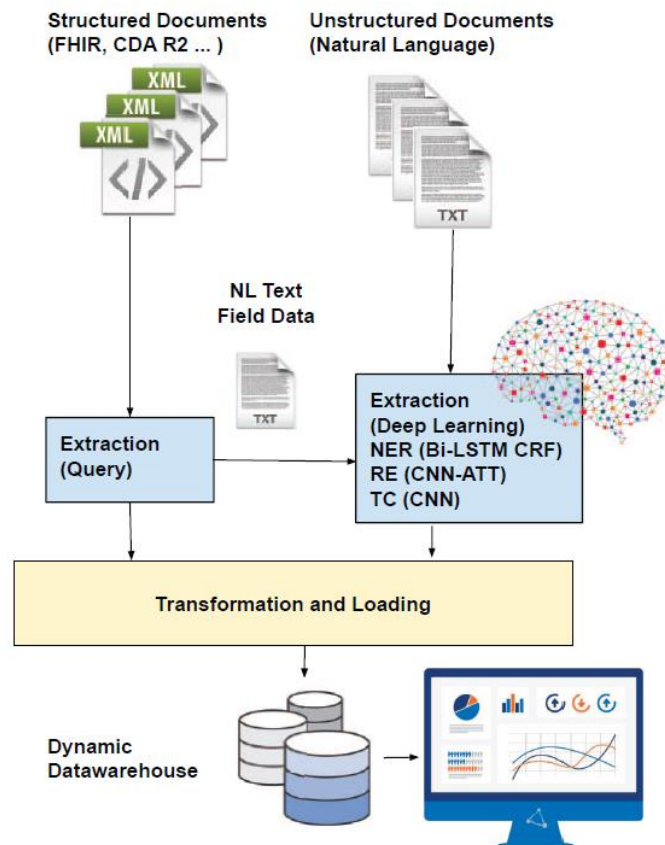 Structured Documents
(FHIR, CDA R2 ... )
Unstructured Documents
(Natural Language)
XML
XML
XML
TXT
NL Text
Field Data
TXT
Extraction
(Query)
Extraction
(Deep Learning)
NER (Bi-LSTM CRF)
RE (CNN-ATT)
TC (CNN)
Transformation and Loading
Dynamic
Datawarehouse